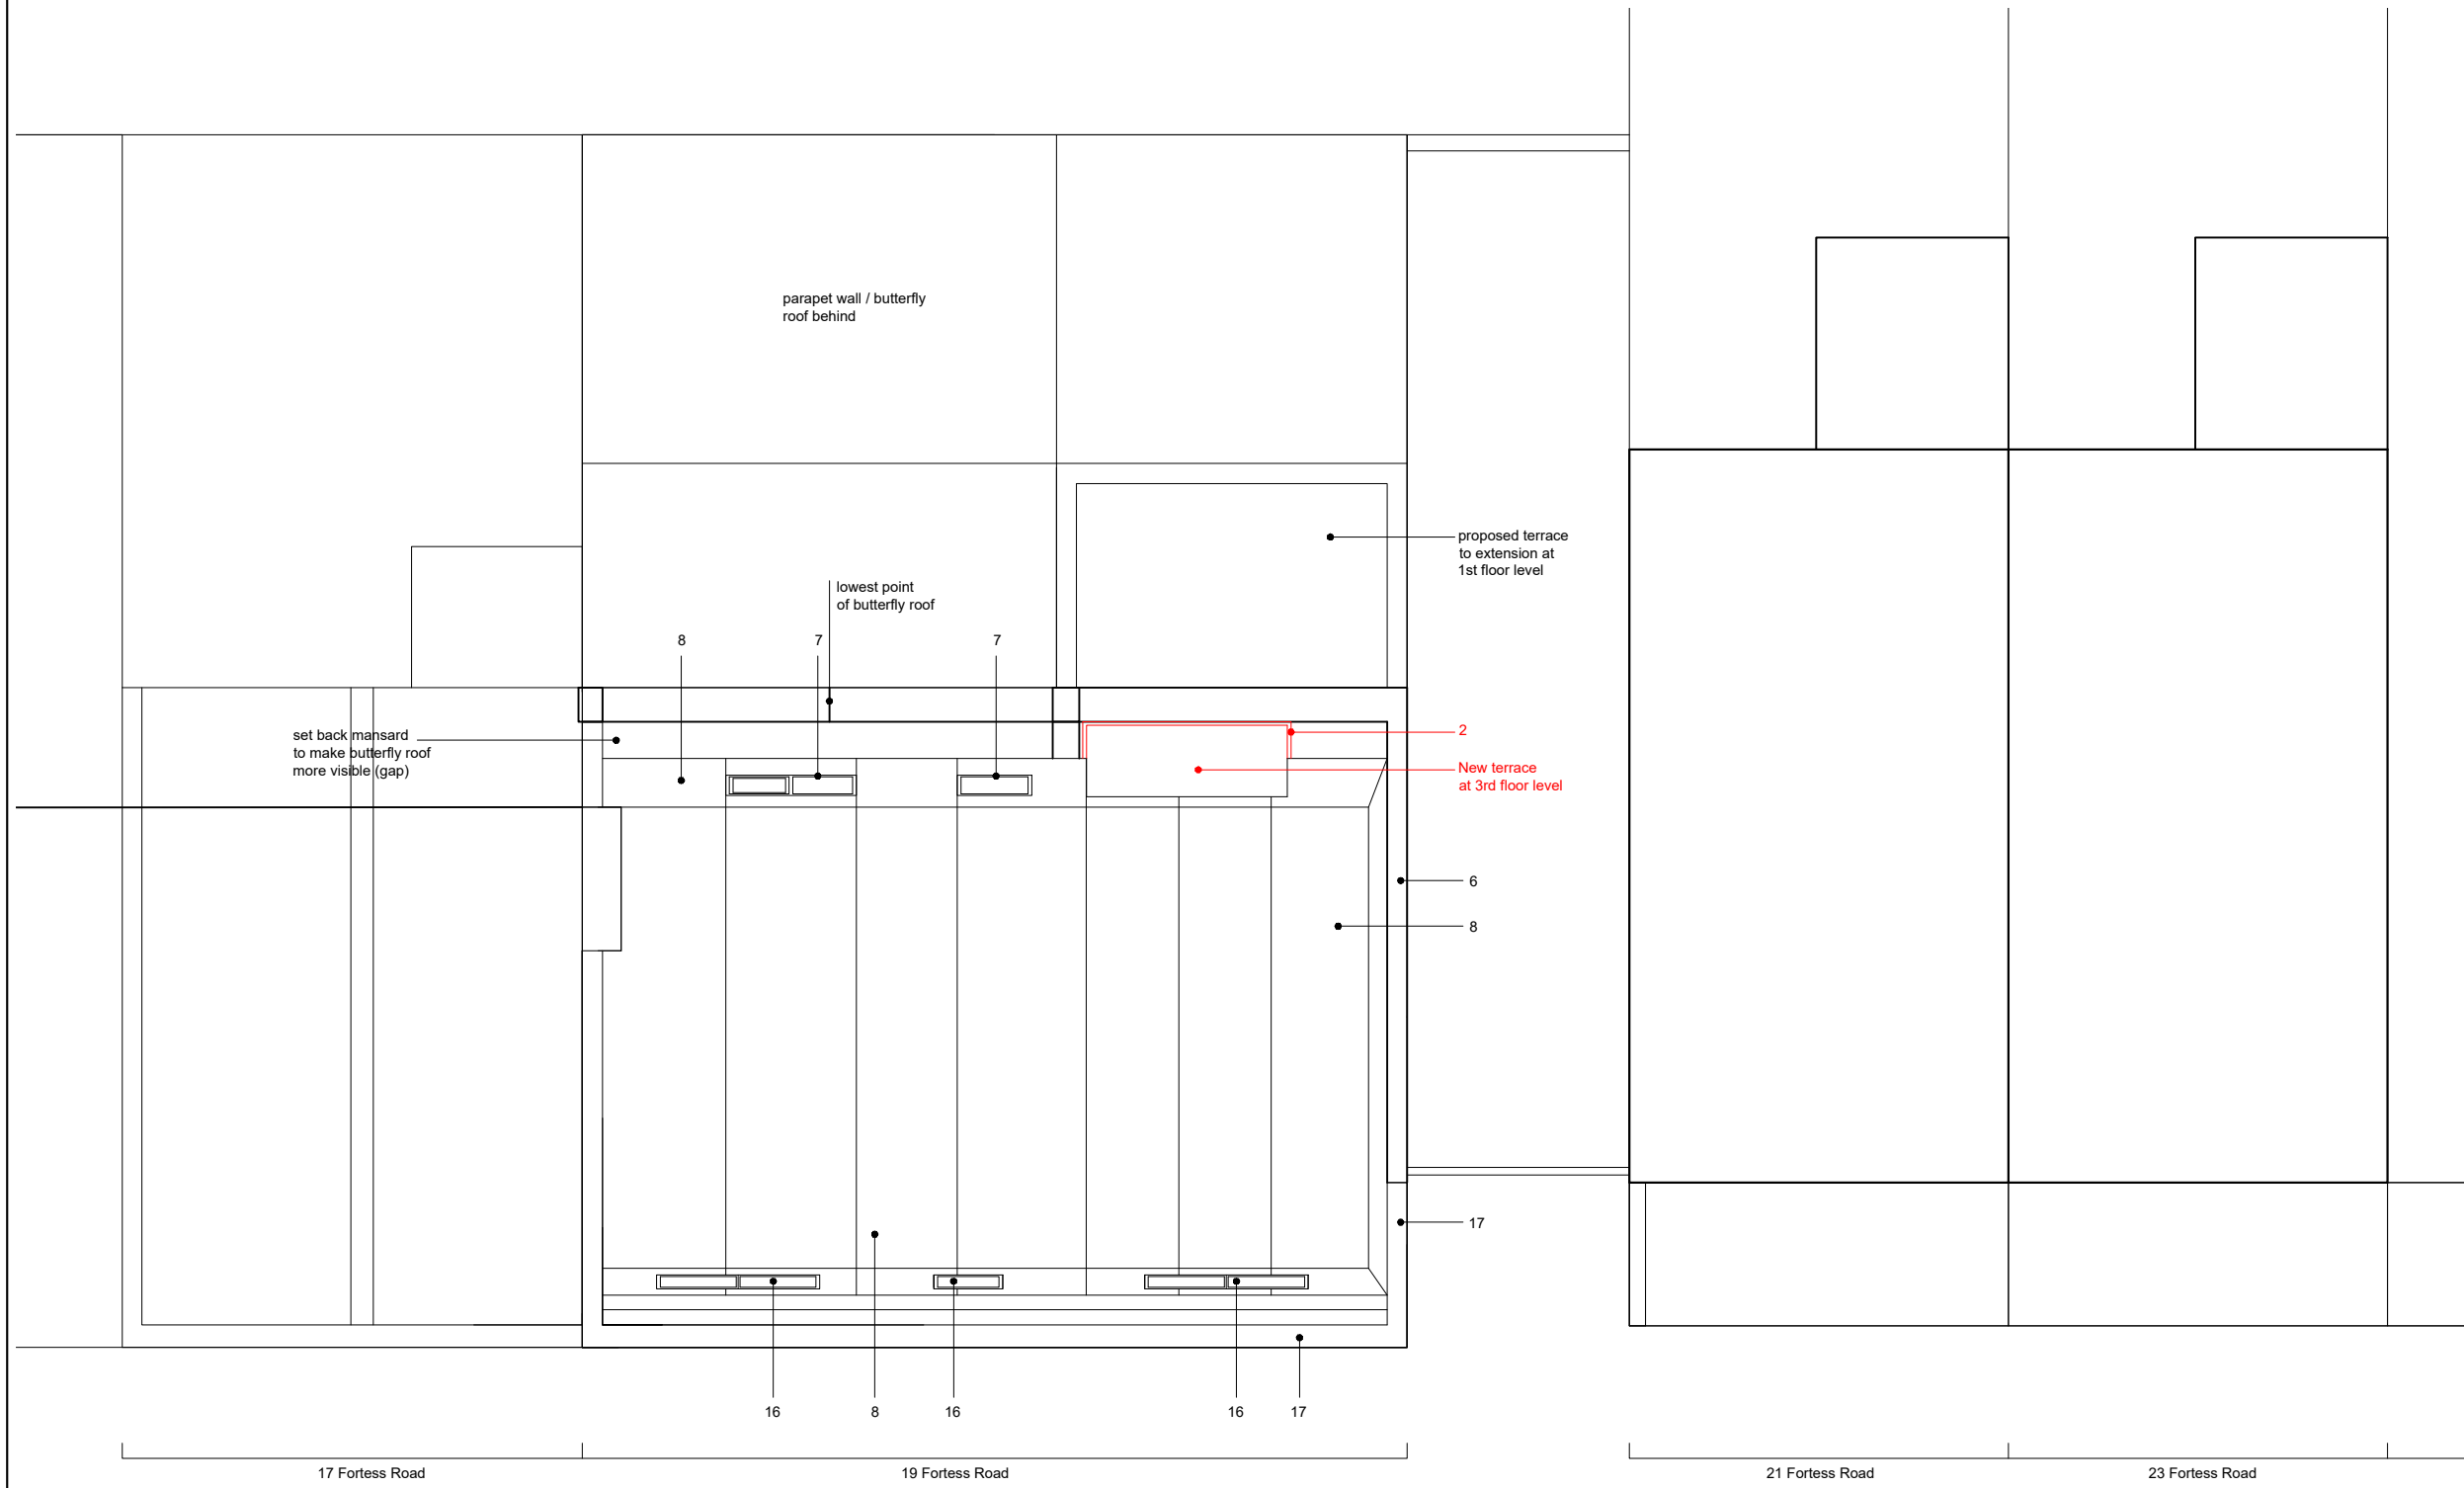 parapet wall / butterfly
roof behind
proposed terrace
to extension at
1st floor level
lowest point
of butterfly roof
8
7
7
set back mansard
to make butterfly roof
more visible (gap)
2
New terrace
at 3rd floor level
6
8
17
16
8
16
16
17
17 Fortess Road
19 Fortess Road
21 Fortess Road
23 Fortess Road